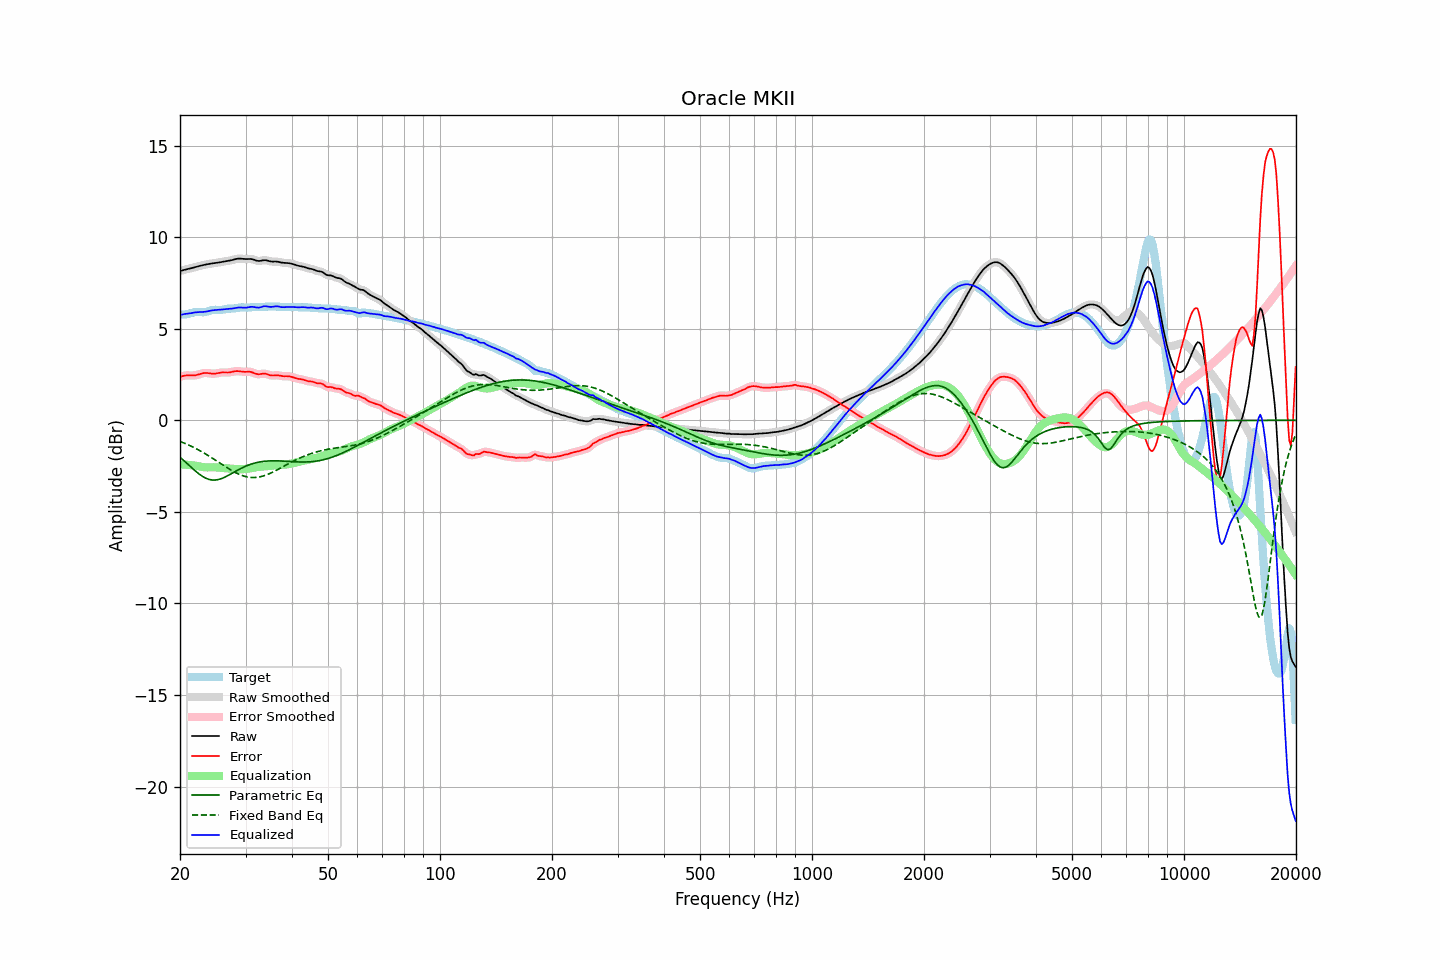 Oracle MKII
15
10
5
0
−5
−10
−15
−20
Amplitude (dBr)
Target
Raw Smoothed
Error Smoothed
Raw
Error
Equalization
Parametric Eq
Fixed Band Eq
Equalized
20 50 100 200 500 1000 2000 5000 10000 20000
Frequency (Hz)